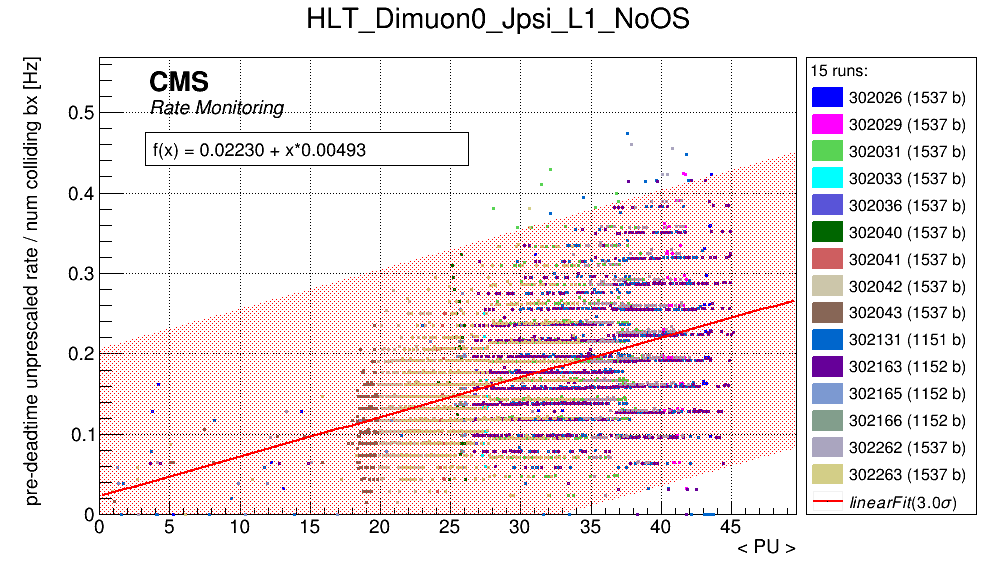 HLT_Dimuon0_Jpsi_L1_NoOS
pre-deadtime unprescaled rate / num colliding bx [Hz]
CMS
Rate Monitoring
f(x) = 0.02230 + x*0.00493
0.5
0.4
0.3
0.2
0.1
0
0 5 10 15 20 25 30 35 40 45
< PU >
15 runs:
302026 (1537 b)
302029 (1537 b)
302031 (1537 b)
302033 (1537 b)
302036 (1537 b)
302040 (1537 b)
302041 (1537 b)
302042 (1537 b)
302043 (1537 b)
302131 (1151 b)
302163 (1152 b)
302165 (1152 b)
302166 (1152 b)
302262 (1537 b)
302263 (1537 b)
linearFit(3.0σ)